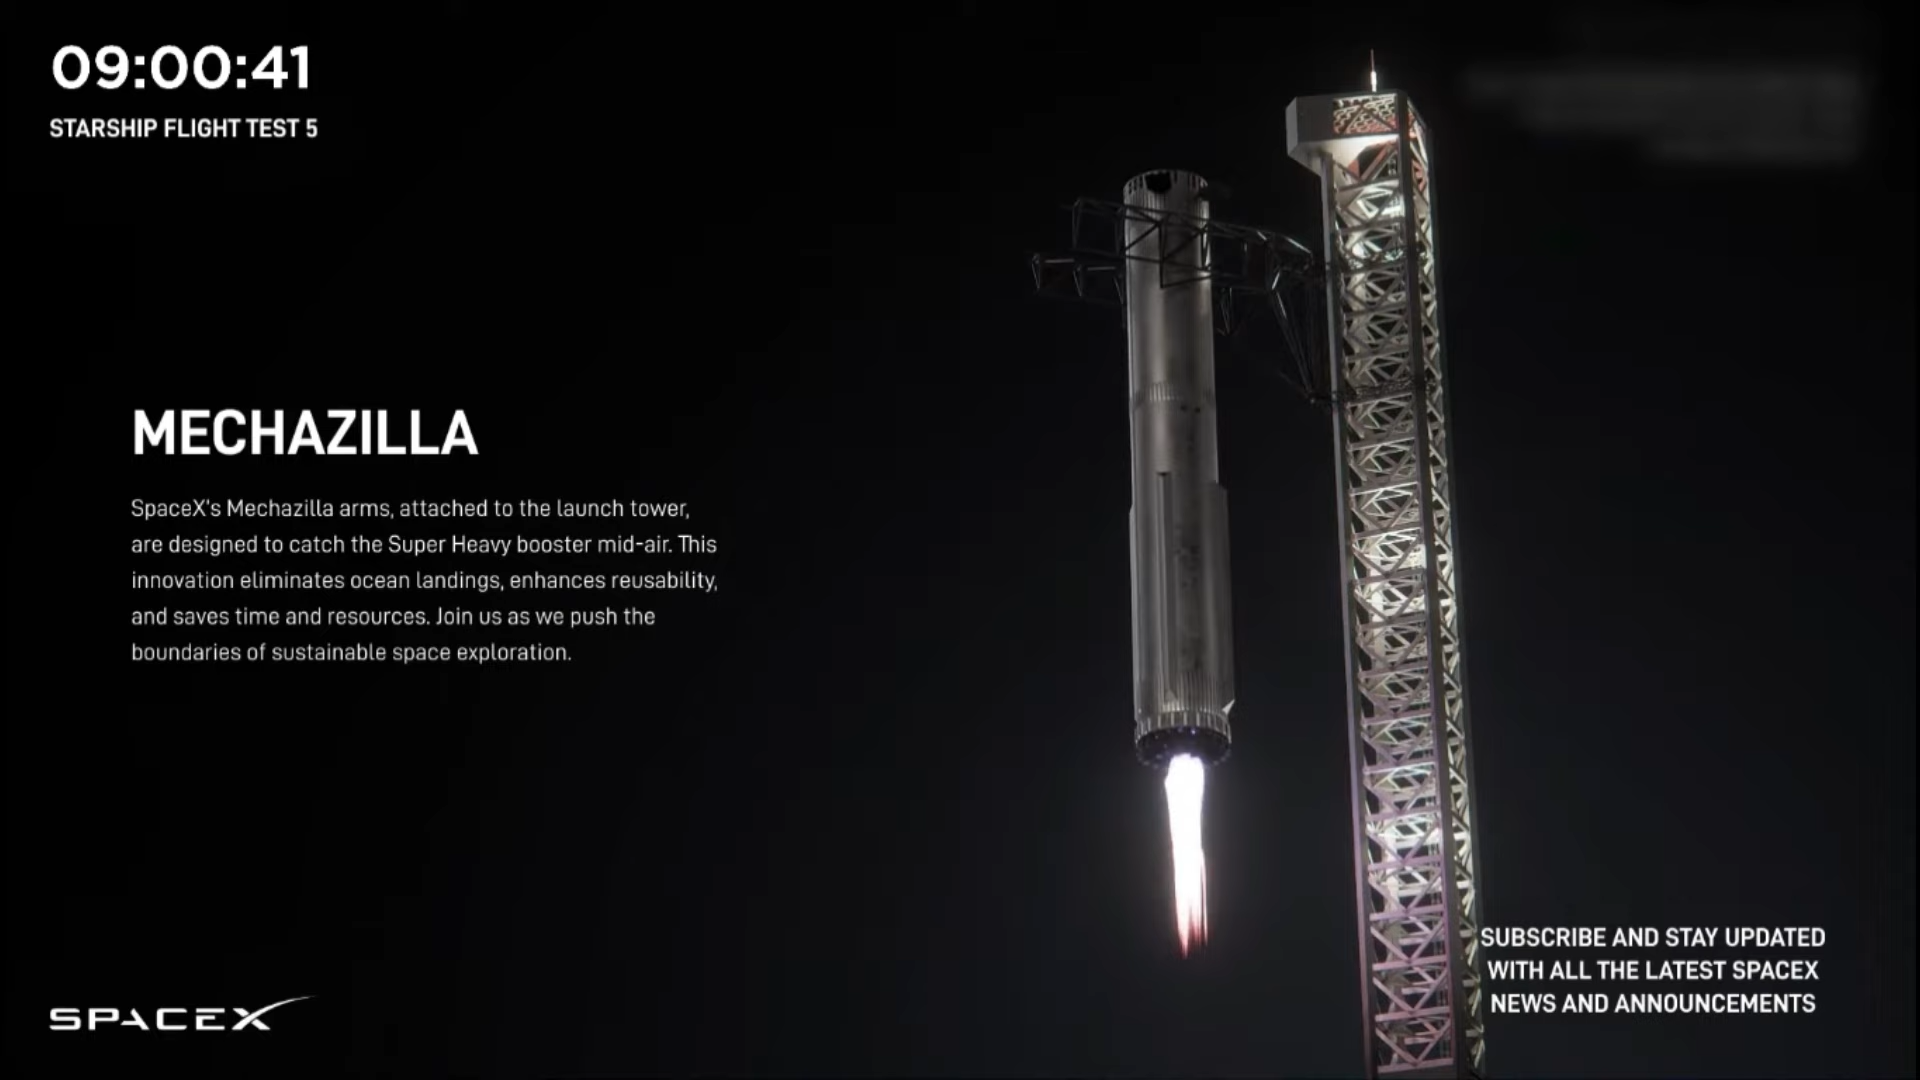 09:00:41
STARSHIP FLIGHT TEST 5
MECHAZILLA
SpaceX's Mechazilla arms, attached to the launch tower,
are designed to catch the Super Heavy booster mid-air. This
innovation eliminates ocean landings, enhances reusability,
and saves time and resources. Join us as we push the
boundaries of sustainable space exploration.
SPACEX
SUBSCRIBE AND STAY UPDATED
WITH ALL THE LATEST SPACEX
NEWS AND ANNOUNCEMENTS